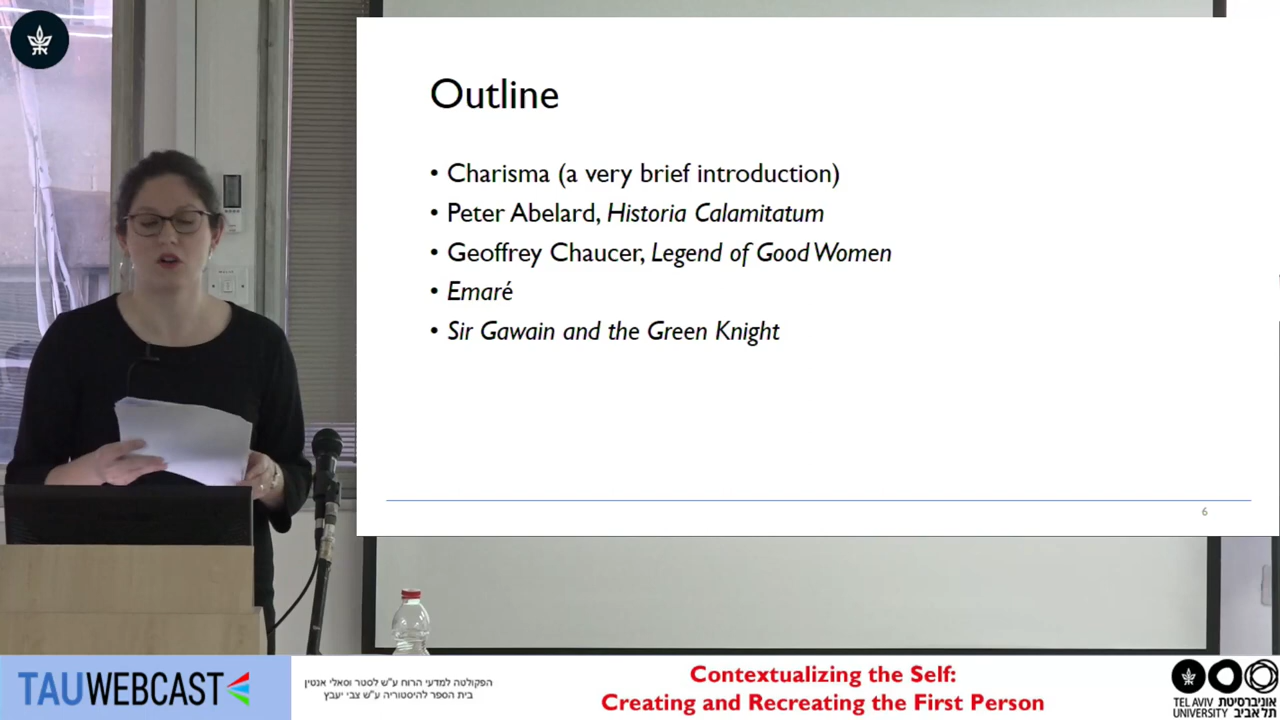 Outline
• Charisma (a very brief introduction)
• Peter Abelard, Historia Calamitatum
• Geoffrey Chaucer, Legend of Good Women
• Emaré
• Sir Gawain and the Green Knight
6
TAUWEBCAST
הפקולטה למדעי הרוח ע"ש לסטר וסאלי אנטין
בית הספר להיסטוריה ע"ש צבי יעבץ
Contextualizing the Self:
Creating and Recreating the First Person
TEL AVIV אוניברסיטת
UNIVERSITY תל אביב